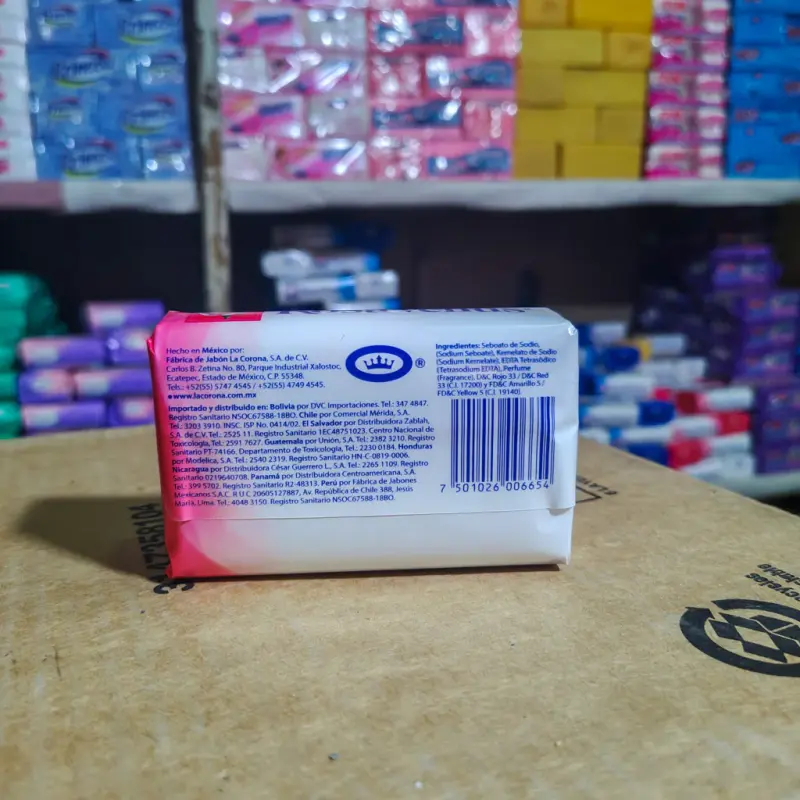 Hecho en México por:
Fábrica de Jabón LA CORONA, S.A. de C.V.
Carlos B. Zetina No. 80, Parque Industrial Xalostoc,
Ecatepec, Estado de México, C.P. 55348.
Tels.: +52(55) 5747 4545 / +52(55) 4749 4545.
●www.lacorona.com.mx
Importado y distribuido en: Bolivia por DVC Importaciones. Tel.: 347 4847.
Registro Sanitario NSOC67588-18BO. Chile por Comercial Mérida, S.A.
Tel.: 3203 3910. INSC. ISP No. 0414/02. El Salvador por Distribuidora Zablah,
S.A. de C.V. Tel.: 2525 11. Registro Sanitario 1EC48751023. Centro Nacional de
Toxicología, Tel.: 2591 7627. Guatemala por Unión, S.A. Tel.: 2382 3210. Registro
Sanitario PT-74166. Departamento de Toxicología, Tel.: 2230 0184. Honduras
por Modelica, S.A. Tel.: 2540 2319. Registro Sanitario HN-C-0819-0006.
Nicaragua por Distribuidora César Guerrero L., S.A. Tel.: 2265 1109. Registro
Sanitario 0219640708. Panamá por Distribuidora Centroamericana, S.A.
Tel.: 399 5702. Registro Sanitario R2-48313. Perú por Fábrica de Jabones
Mexicanos S.A.C. R U C 20605127887, Av. República de Chile 388, Jesús
María, Lima. Tel.: 4048 3150. Registro Sanitario NSOC67588-18BO.
®
Ingredientes: Seboato de Sodio,
(Sodium Seboate), Kernelato de Sodio
(Sodium Kernelate), EDTA Tetrasódico
(Tetrasodium EDTA), Perfume
(Fragrance), D&C Rojo 33 / D&C Red
33 (C.I. 17200) y FD&C Amarillo 5 /
FD&C Yellow 5 (C.I. 19140).
7 501026 006654